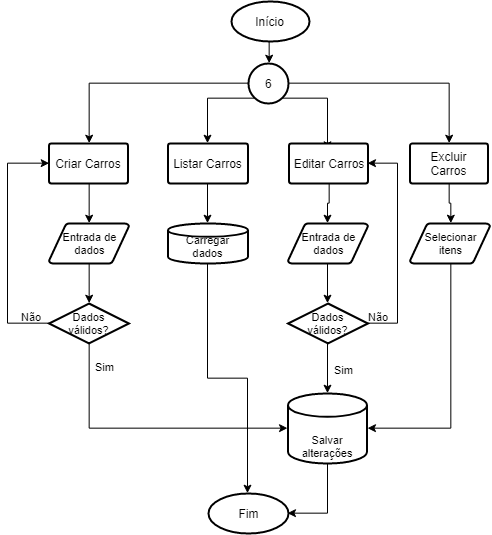 Início
6
Criar Carros
Listar Carros
Editar Carros
Excluir
Carros
Entrada de
dados
Carregar
dados
Entrada de
dados
Selecionar
itens
Não
Dados
válidos?
Dados
válidos?
Não
Sim
Sim
Salvar
alterações
Fim